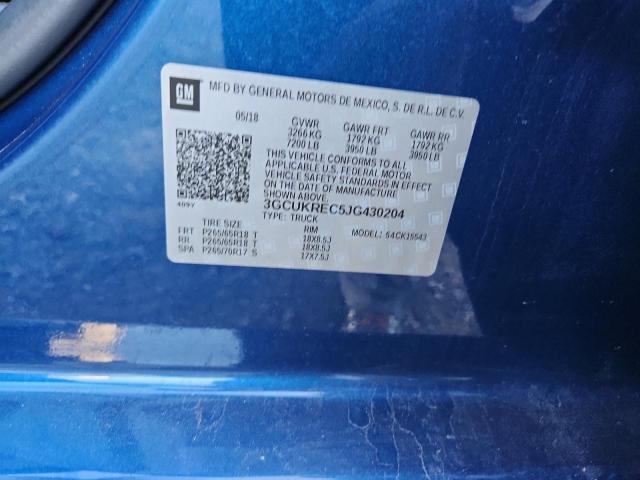 GM
MFD BY GENERAL MOTORS DE MEXICO, S. DE R.L. DE C.V.
05/18 GVWR GAWR FRT GAWR RR
3266 KG 1792 KG 1792 KG
7200 LB 3950 LB 3950 LB
THIS VEHICLE CONFORMS TO ALL
APPLICABLE U.S. FEDERAL MOTOR
VEHICLE SAFETY STANDARDS IN EFFECT
ON THE DATE OF MANUFACTURE
SHOWN ABOVE.
3GCUKREC5JG430204
TYPE: TRUCK 54CK15543
TIRE SIZE RIM
FRT P265/65R18 T 18X8.5J
RR P265/65R18 T 18X8.5J
SPA P265/70R17 S 17X7.5J